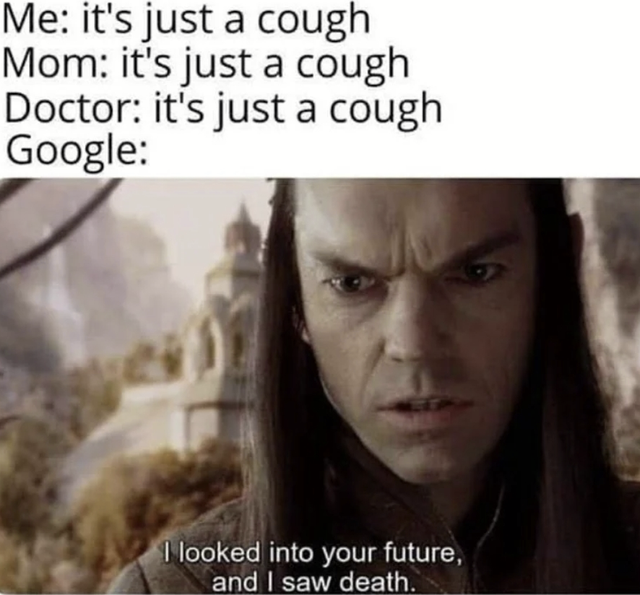 Me: it's just a cough
Mom: it's just a cough
Doctor: it's just a cough
Google:
I looked into your future,
and I saw death.